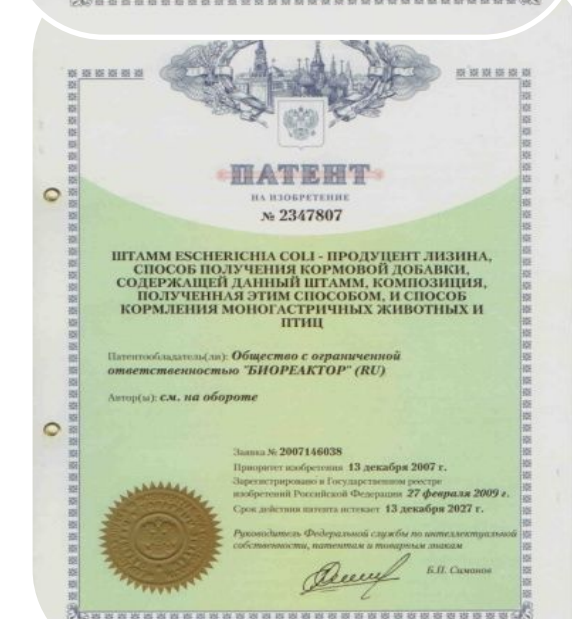 ПАТЕНТ
НА ИЗОБРЕТЕНИЕ
№ 2347807
ШТАММ ESCHERICHIA COLI - ПРОДУЦЕНТ ЛИЗИНА,
СПОСОБ ПОЛУЧЕНИЯ КОРМОВОЙ ДОБАВКИ,
СОДЕРЖАЩЕЙ ДАННЫЙ ШТАММ, КОМПОЗИЦИЯ,
ПОЛУЧЕННАЯ ЭТИМ СПОСОБОМ, И СПОСОБ
КОРМЛЕНИЯ МОНОГАСТРИЧНЫХ ЖИВОТНЫХ И
ПТИЦ
Патентообладатель(ли): Общество с ограниченной
ответственностью "БИОРЕАКТОР" (RU)
Автор(ы): см. на обороте
Заявка № 2007146038
Приоритет изобретения 13 декабря 2007 г.
Зарегистрировано в Государственном реестре
изобретений Российской Федерации 27 февраля 2009 г.
Срок действия патента истекает 13 декабря 2027 г.
Руководитель Федеральной службы по интеллектуальной
собственности, патентам и товарным знакам
Б.П. Симонов